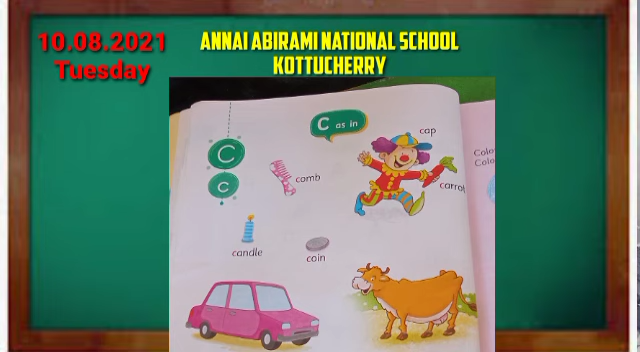 10.08.2021
Tuesday
ANNAI ABIRAMI NATIONAL SCHOOL
KOTTUCHERRY
C as in
C
c
cap
comb
carrot
candle
coin